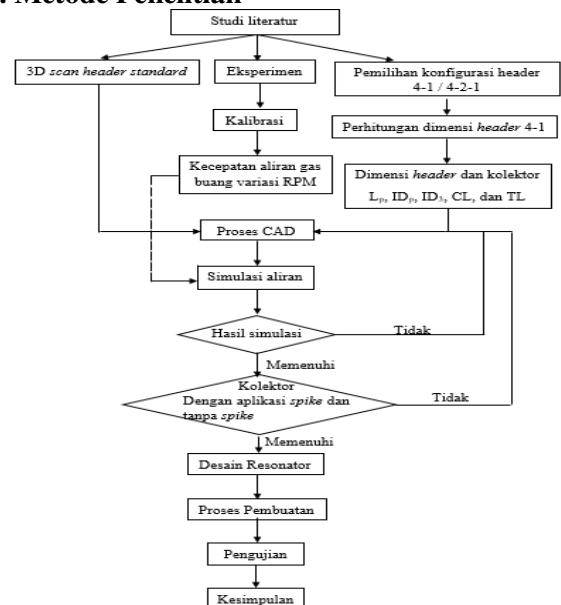 . Metode Penelitian
Studi literatur
3D scan header standard
Eksperimen
Pemilihan konfigurasi header
4-1 / 4-2-1
Kalibrasi
Perhitungan dimensi header 4-1
Kecepatan aliran gas
buang variasi RPM
Dimensi header dan kolektor
Lp, IDp, ID3, CL, dan TL
Proses CAD
Simulasi aliran
Hasil simulasi
Tidak
Memenuhi
Kolektor
Dengan aplikasi spike dan
tanpa spike
Tidak
Memenuhi
Desain Resonator
Proses Pembuatan
Pengujian
Kesimpulan